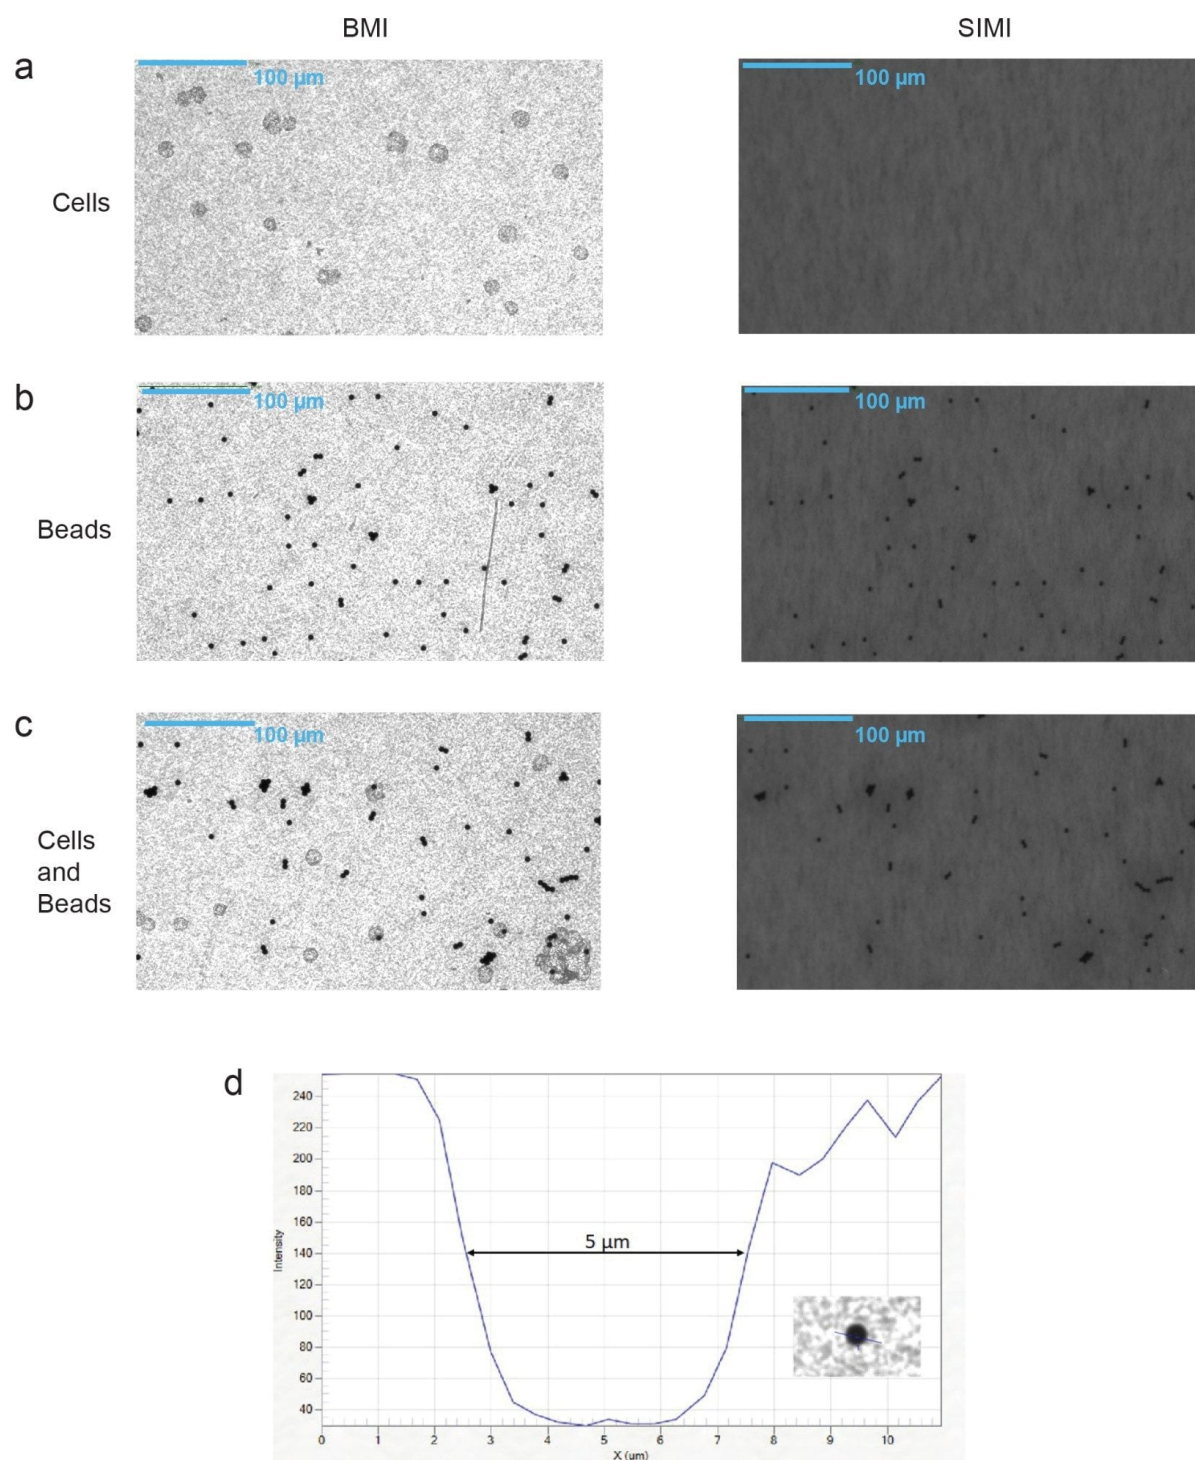 BMI SIMI
a
100 µm 100 µm
Cells
b
100 µm 100 µm
Beads
c
100 µm 100 µm
Cells
and
Beads
d
240
220
200
180
160
140
120
100
80
60
40
Intensity
5 µm
0 1 2 3 4 5 6 7 8 9 10
X (um)